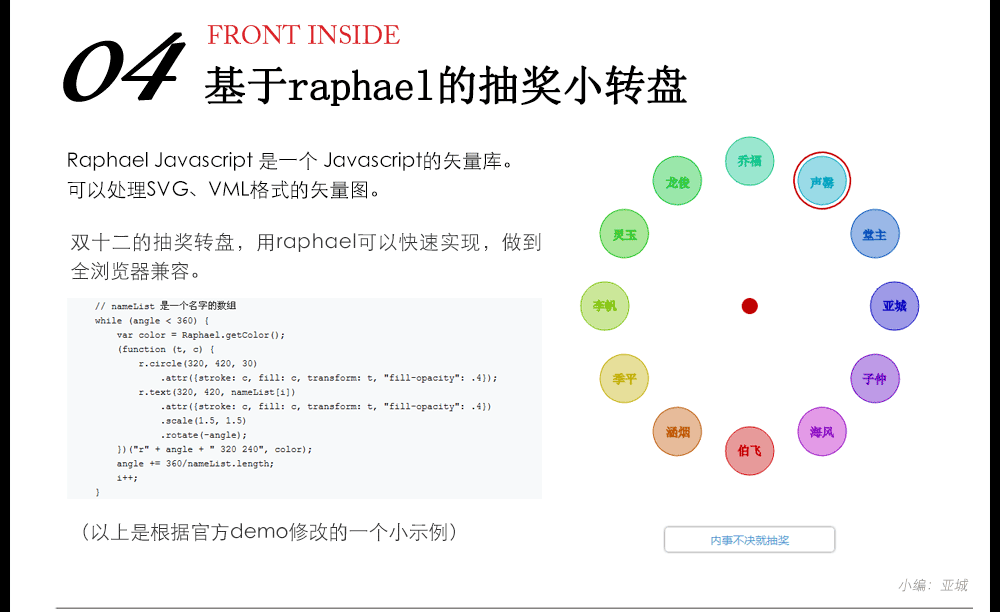 04
FRONT INSIDE
基于raphael的抽奖小转盘
Raphael Javascript 是一个 Javascript的矢量库。
可以处理SVG、VML格式的矢量图。
双十二的抽奖转盘，用raphael可以快速实现，做到
全浏览器兼容。
// nameList 是一个名字的数组
while (angle < 360) {
var color = Raphael.getColor();
(function (t, c) {
r.circle(320, 420, 30)
.attr({stroke: c, fill: c, transform: t, "fill-opacity": .4});
r.text(320, 420, nameList[i])
.attr({stroke: c, fill: c, transform: t, "fill-opacity": .4})
.scale(1.5, 1.5)
.rotate(-angle);
})("r" + angle + " 320 240", color);
angle += 360/nameList.length;
i++;
}
（以上是根据官方demo修改的一个小示例）
乔福
声罄
堂主
亚城
子仲
海风
伯飞
涵烟
季平
李帆
灵玉
龙俊
内事不决就抽奖
小编：亚城